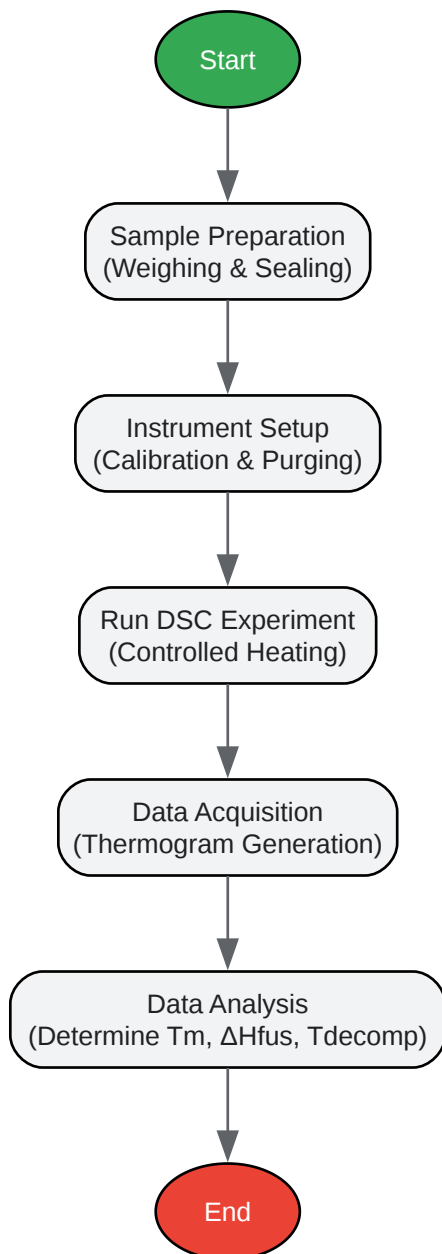 Start
Sample Preparation
(Weighing & Sealing)
Instrument Setup
(Calibration & Purging)
Run DSC Experiment
(Controlled Heating)
Data Acquisition
(Thermogram Generation)
Data Analysis
(Determine Tm, ΔHfus, Tdecomp)
End